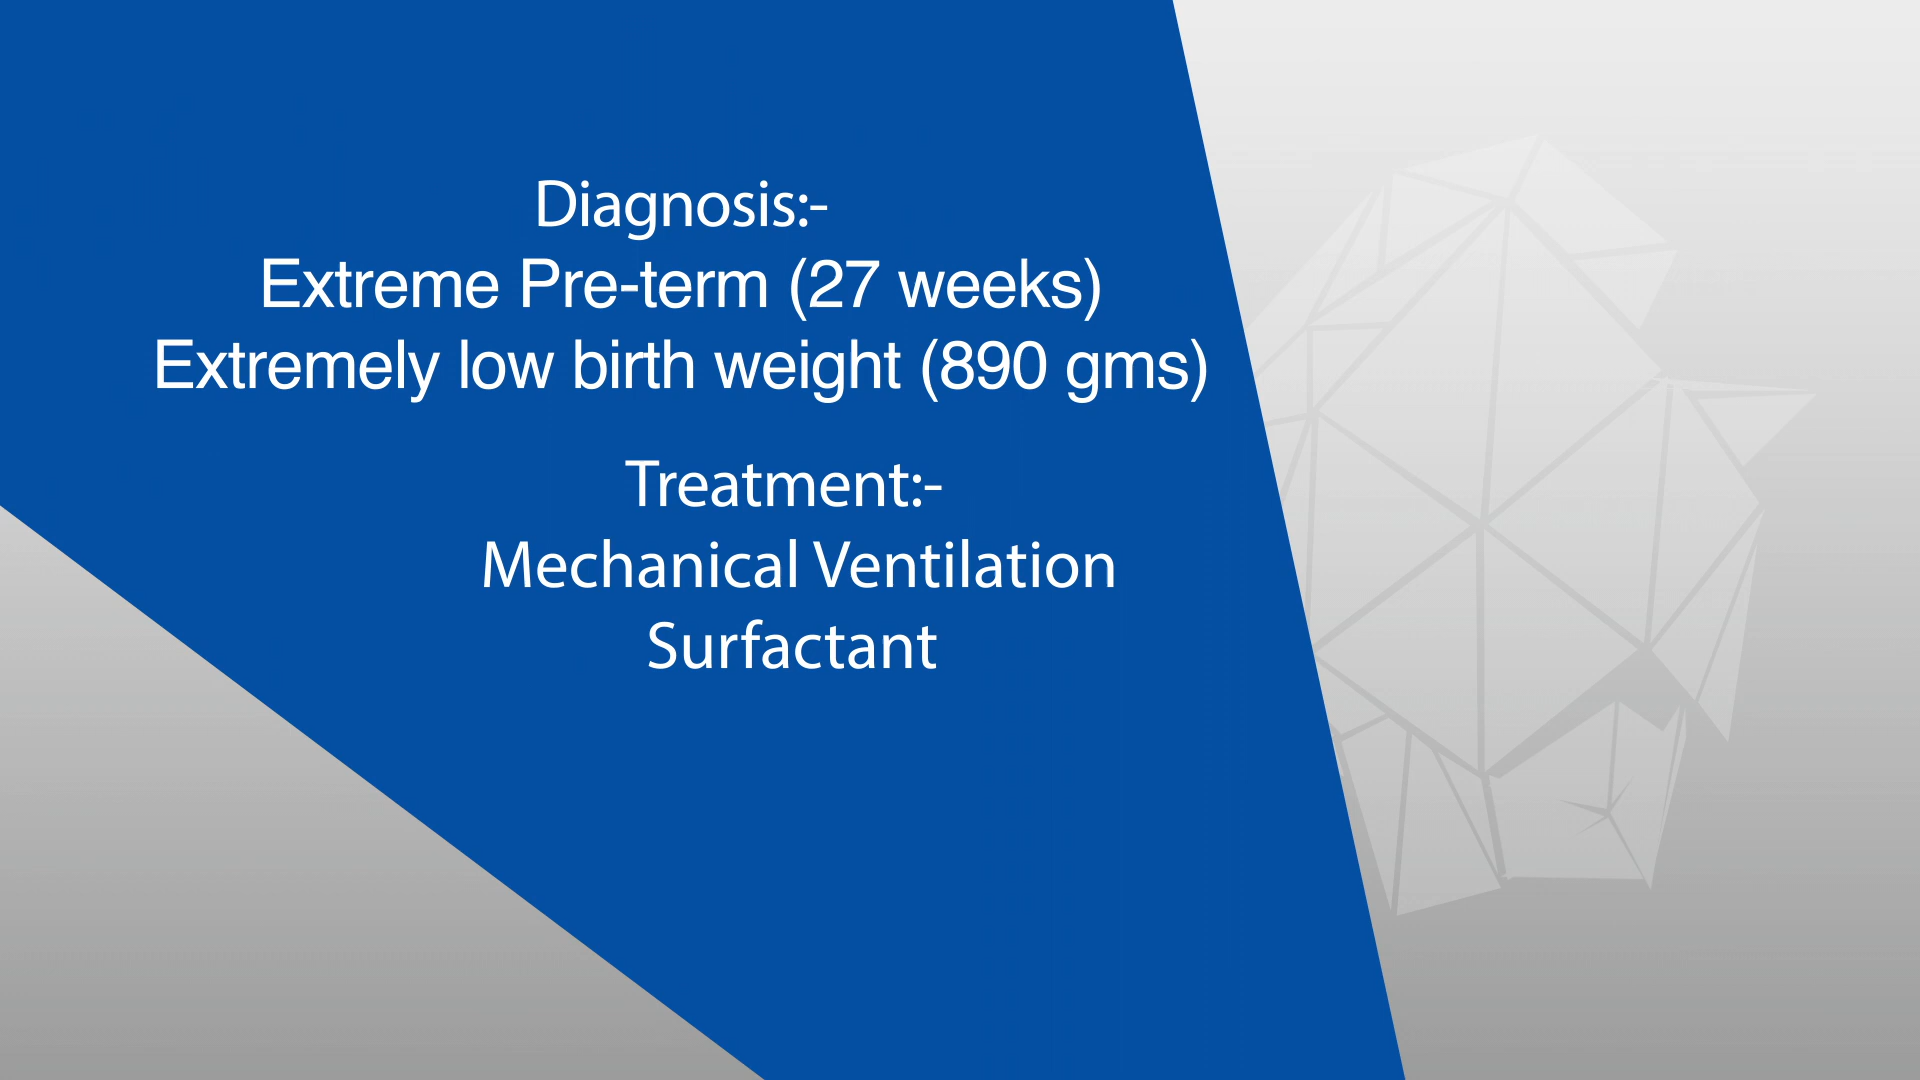 Diagnosis:-
Extreme Pre-term (27 weeks)
Extremely low birth weight (890 gms)
Treatment:-
Mechanical Ventilation
Surfactant